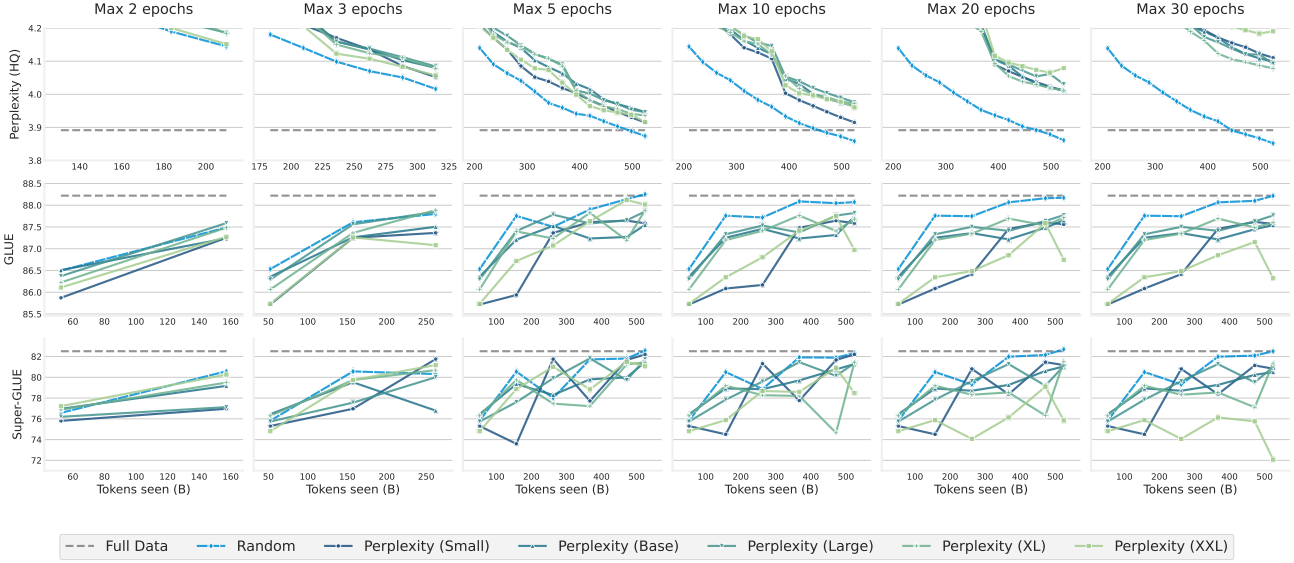 Max 2 epochs Max 3 epochs Max 5 epochs Max 10 epochs Max 20 epochs Max 30 epochs
Perplexity (HQ)
4.2
4.1
4.0
3.9
3.8
140 160 180 200
175 200 225 250 275 300 325
200 300 400 500
200 300 400 500
200 300 400 500
200 300 400 500
GLUE
88.5
88.0
87.5
87.0
86.5
86.0
85.5
60 80 100 120 140 160
50 100 150 200 250
100 200 300 400 500
100 200 300 400 500
100 200 300 400 500
100 200 300 400 500
Super-GLUE
82
80
78
76
74
72
60 80 100 120 140 160
50 100 150 200 250
100 200 300 400 500
100 200 300 400 500
100 200 300 400 500
100 200 300 400 500
Tokens seen (B) Tokens seen (B) Tokens seen (B) Tokens seen (B) Tokens seen (B) Tokens seen (B)
Full Data Random Perplexity (Small) Perplexity (Base) Perplexity (Large) Perplexity (XL) Perplexity (XXL)